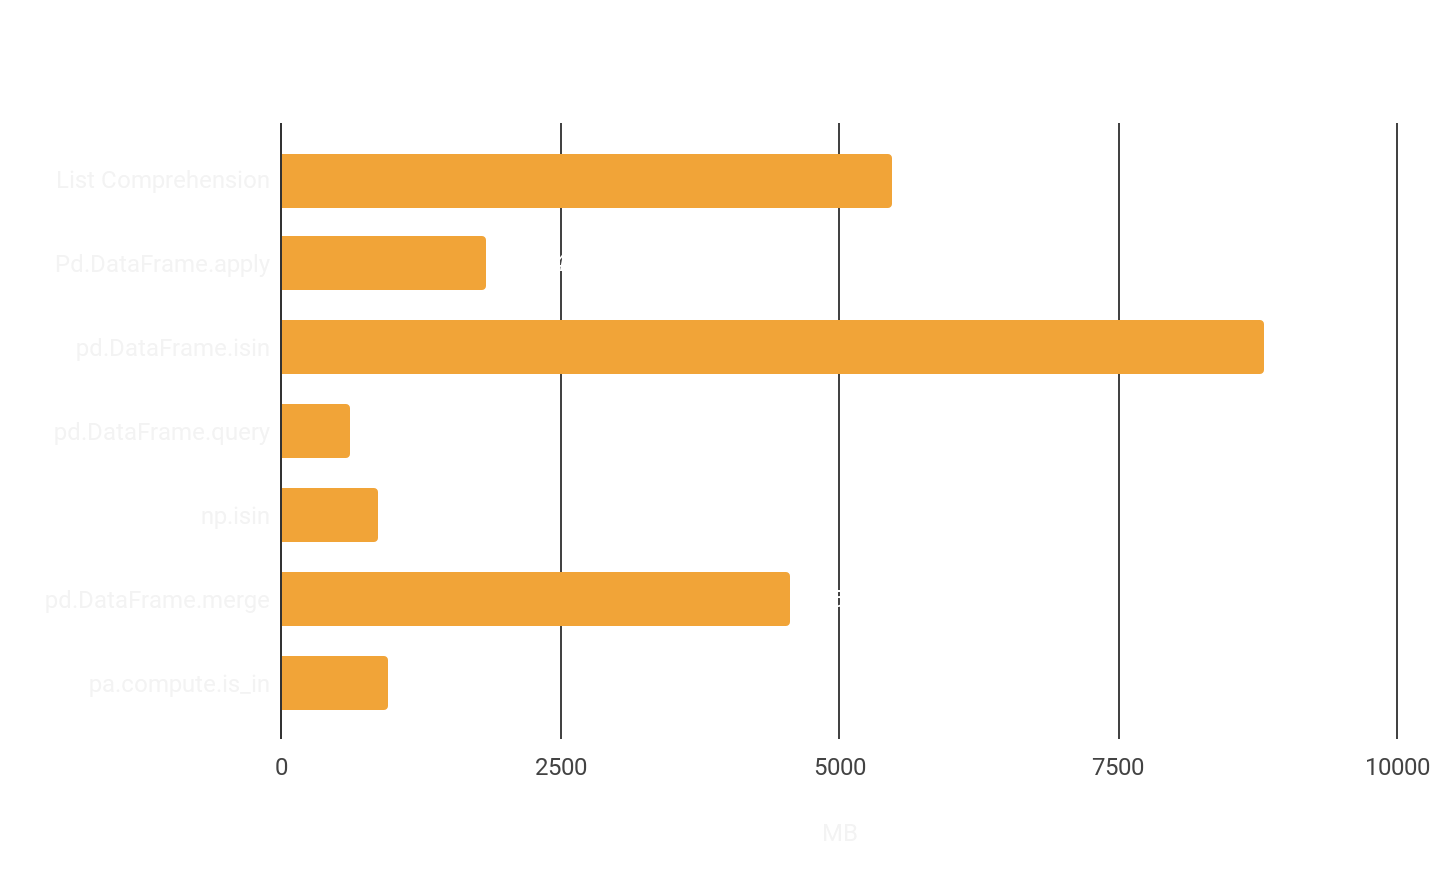 List Comprehension
Pd.DataFrame.apply
pd.DataFrame.isin
pd.DataFrame.query
np.isin
pd.DataFrame.merge
pa.compute.is_in
0 2500 5000 7500 10000
MB